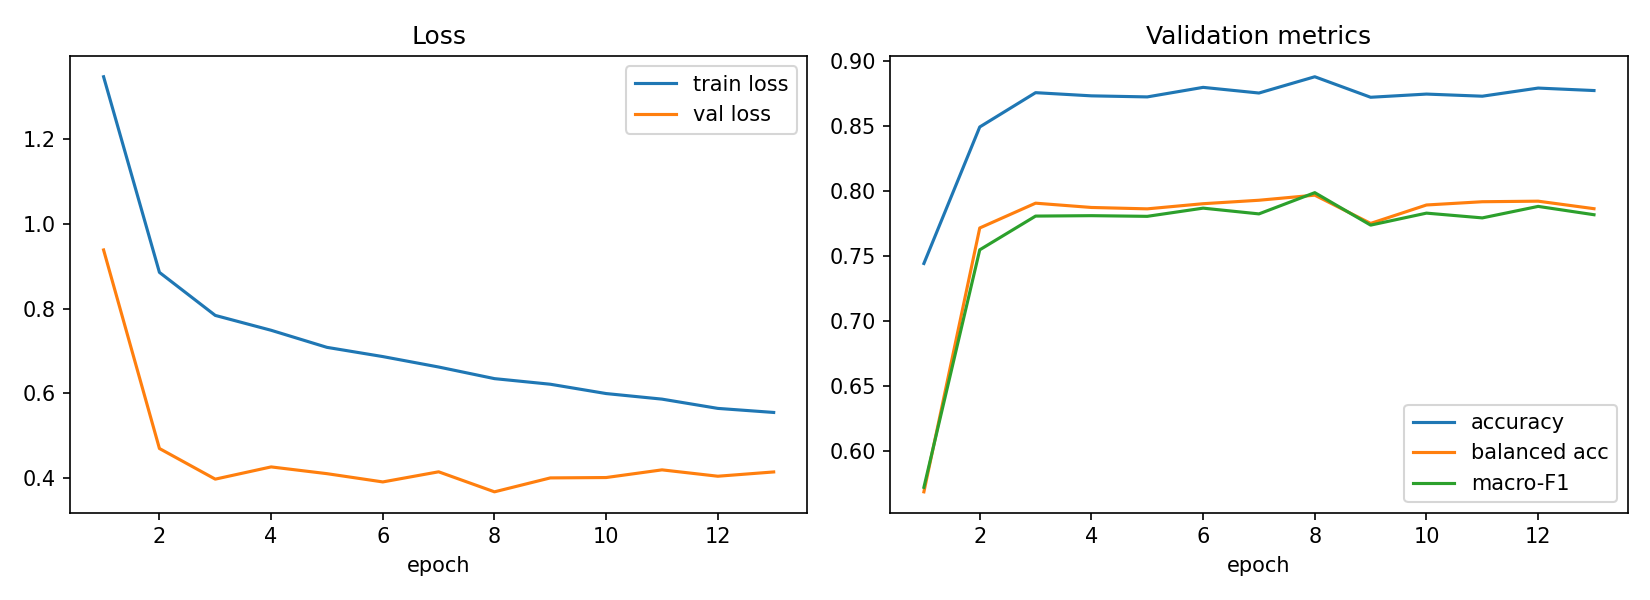 Loss
train loss
val loss
1.2
1.0
0.8
0.6
0.4
2 4 6 8 10 12
epoch
Validation metrics
0.90
0.85
0.80
0.75
0.70
0.65
0.60
accuracy
balanced acc
macro-F1
2 4 6 8 10 12
epoch